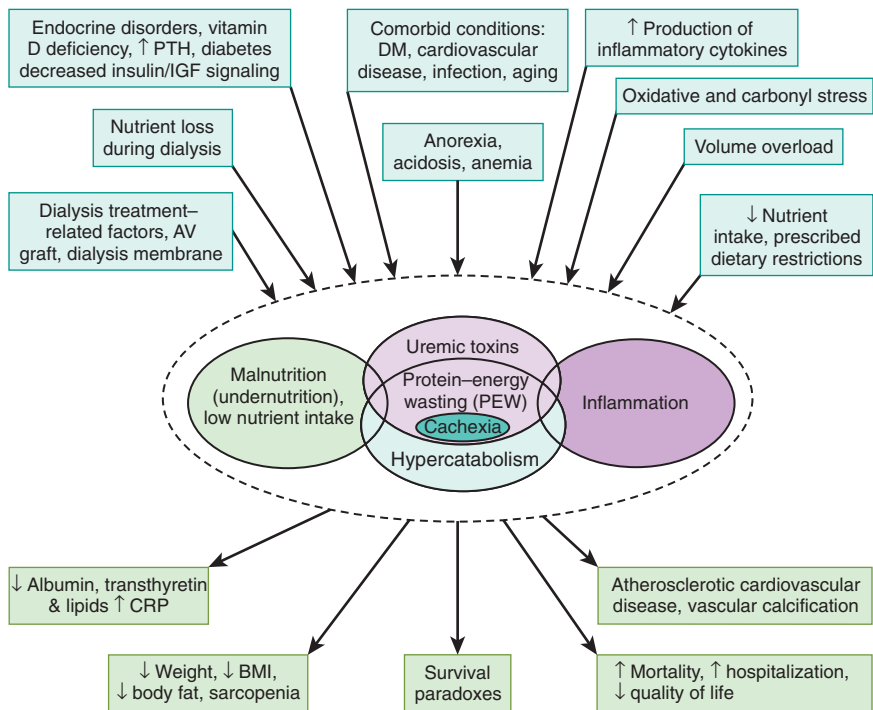 Endocrine disorders, vitamin
D deficiency, ↑ PTH, diabetes
decreased insulin/IGF signaling
Comorbid conditions:
DM, cardiovascular
disease, infection, aging
↑ Production of
inflammatory cytokines
Oxidative and carbonyl stress
Nutrient loss
during dialysis
Anorexia,
acidosis, anemia
Volume overload
Dialysis treatment–
related factors, AV
graft, dialysis membrane
↓ Nutrient
intake, prescribed
dietary restrictions
Uremic toxins
Malnutrition
(undernutrition),
low nutrient intake
Protein–energy
wasting (PEW)
Cachexia
Inflammation
Hypercatabolism
↓ Albumin, transthyretin
& lipids ↑ CRP
Atherosclerotic cardiovascular
disease, vascular calcification
↓ Weight, ↓ BMI,
↓ body fat, sarcopenia
Survival
paradoxes
↑ Mortality, ↑ hospitalization,
↓ quality of life